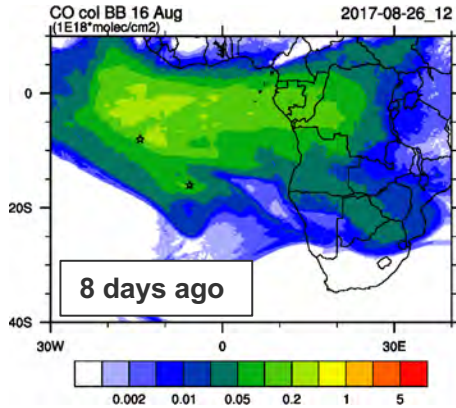 CO col BB 16 Aug 2017-08-26_12
(1E18*molec/cm2)
0
20S
8 days ago
40S
30W 0 30E
0.002 0.01 0.05 0.2 1 5